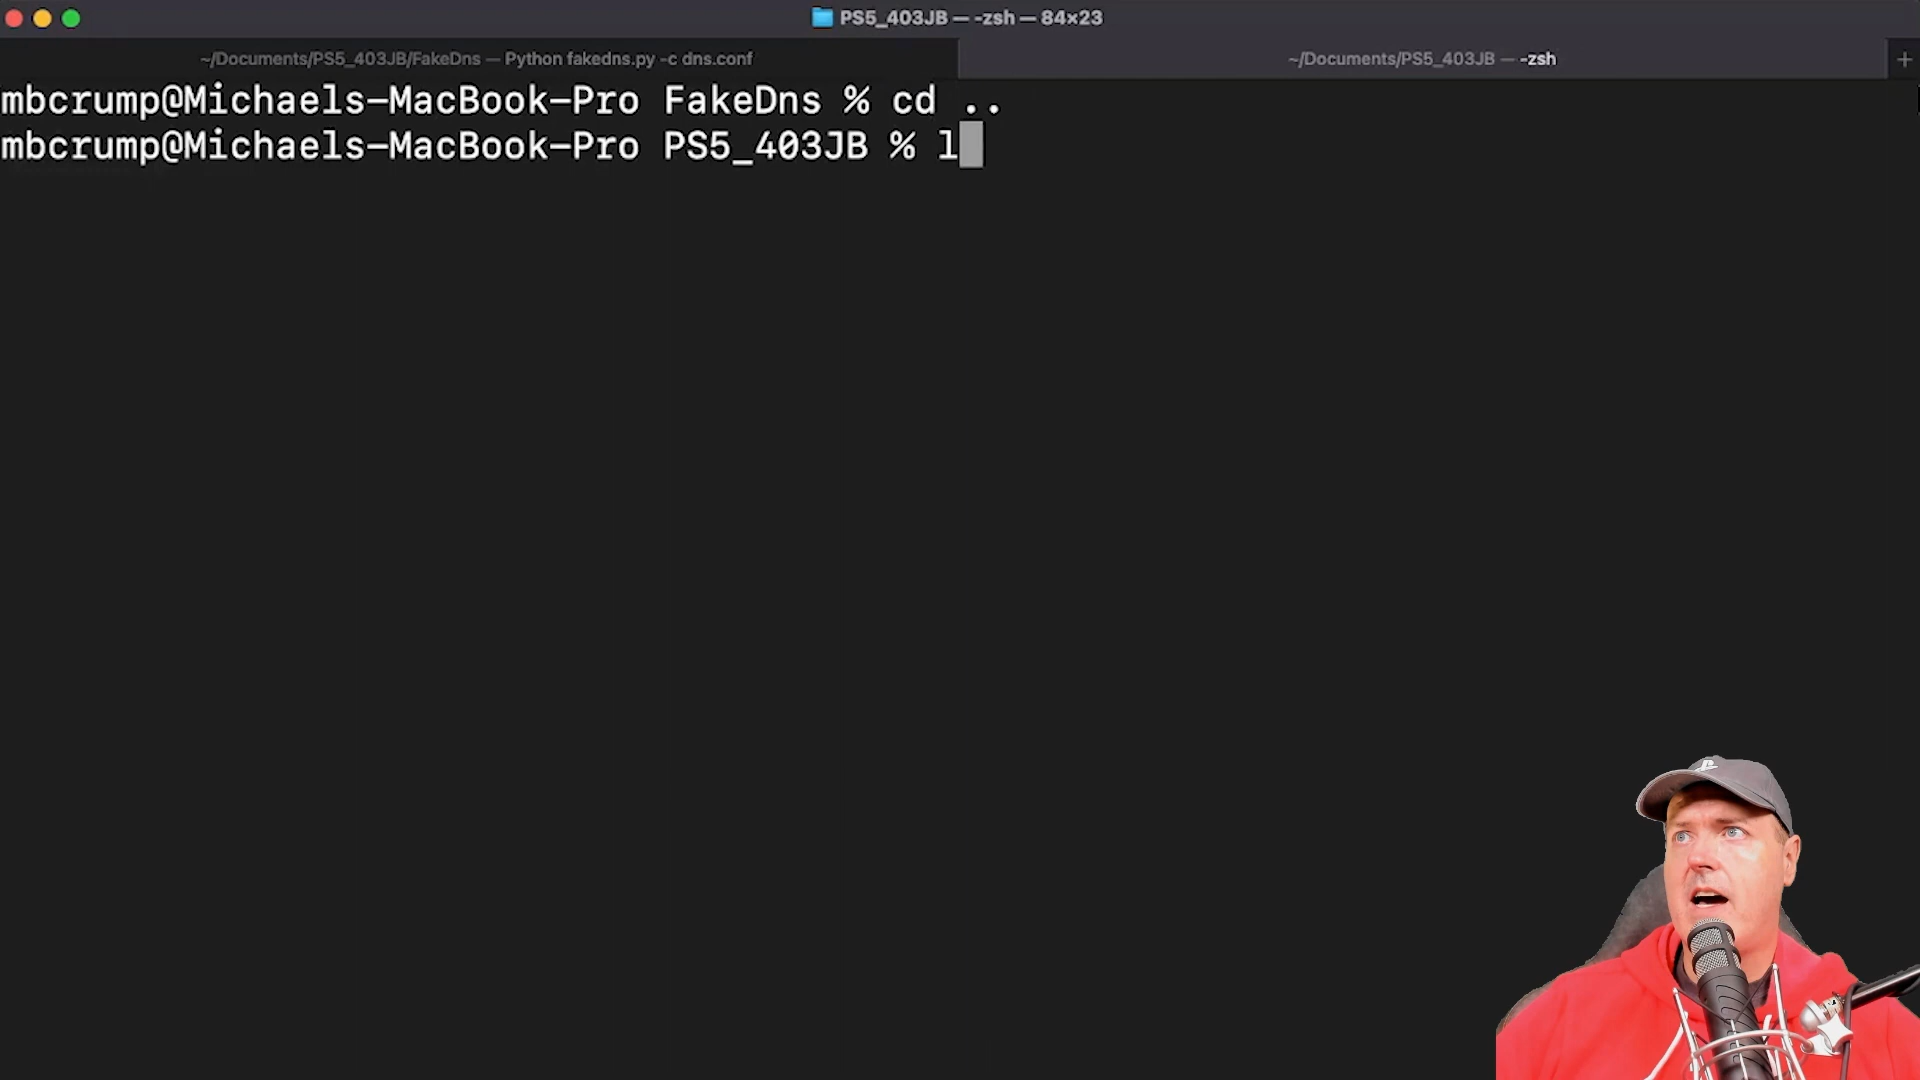 PS5_403JB — -zsh — 84×23
~/Documents/PS5_403JB/FakeDns — Python fakedns.py -c dns.conf
~/Documents/PS5_403JB — -zsh
mbcrump@Michaels-MacBook-Pro FakeDns % cd ..
mbcrump@Michaels-MacBook-Pro PS5_403JB % l